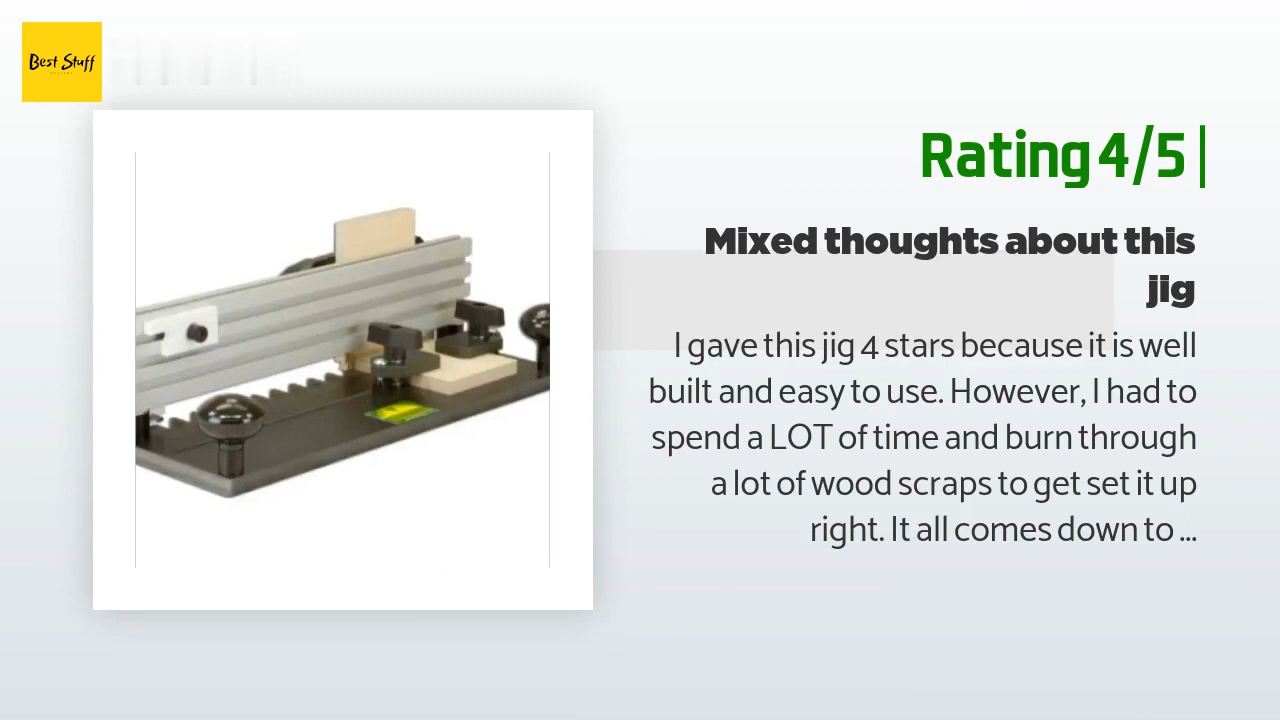 Best Stuff
Rating 4/5
Mixed thoughts about this
jig
I gave this jig 4 stars because it is well
built and easy to use. However, I had to
spend a LOT of time and burn through
a lot of wood scraps to get set it up
right. It all comes down to ...